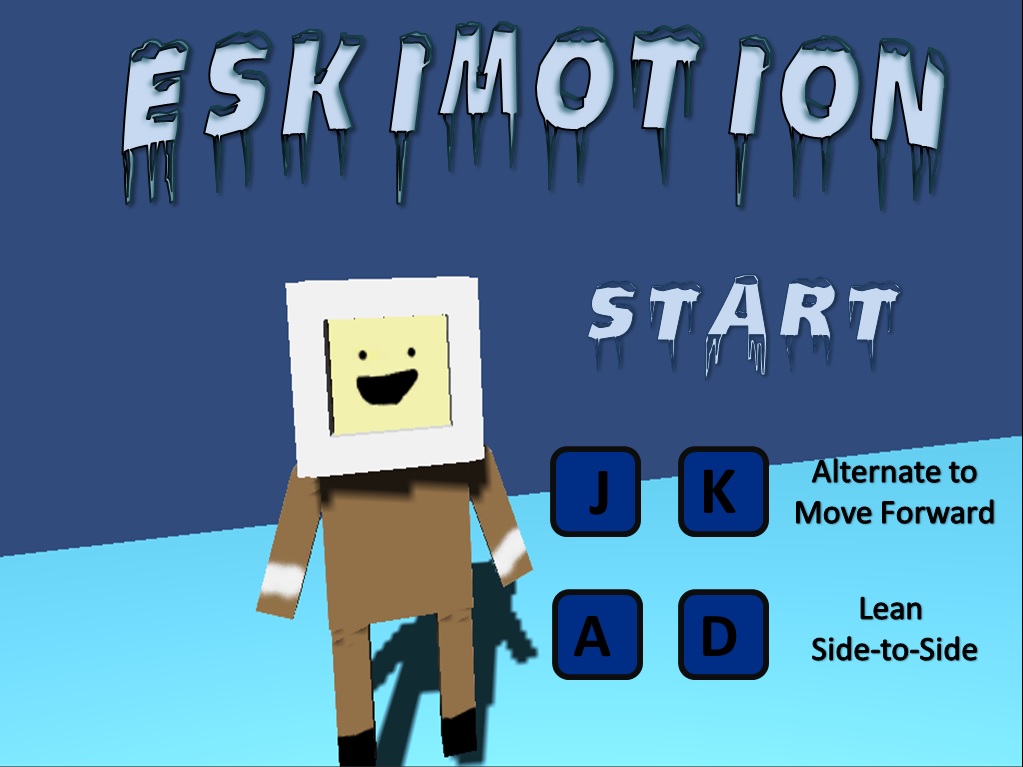 ESKIMOTION
START
J K Alternate to
Move Forward
A D Lean
Side-to-Side